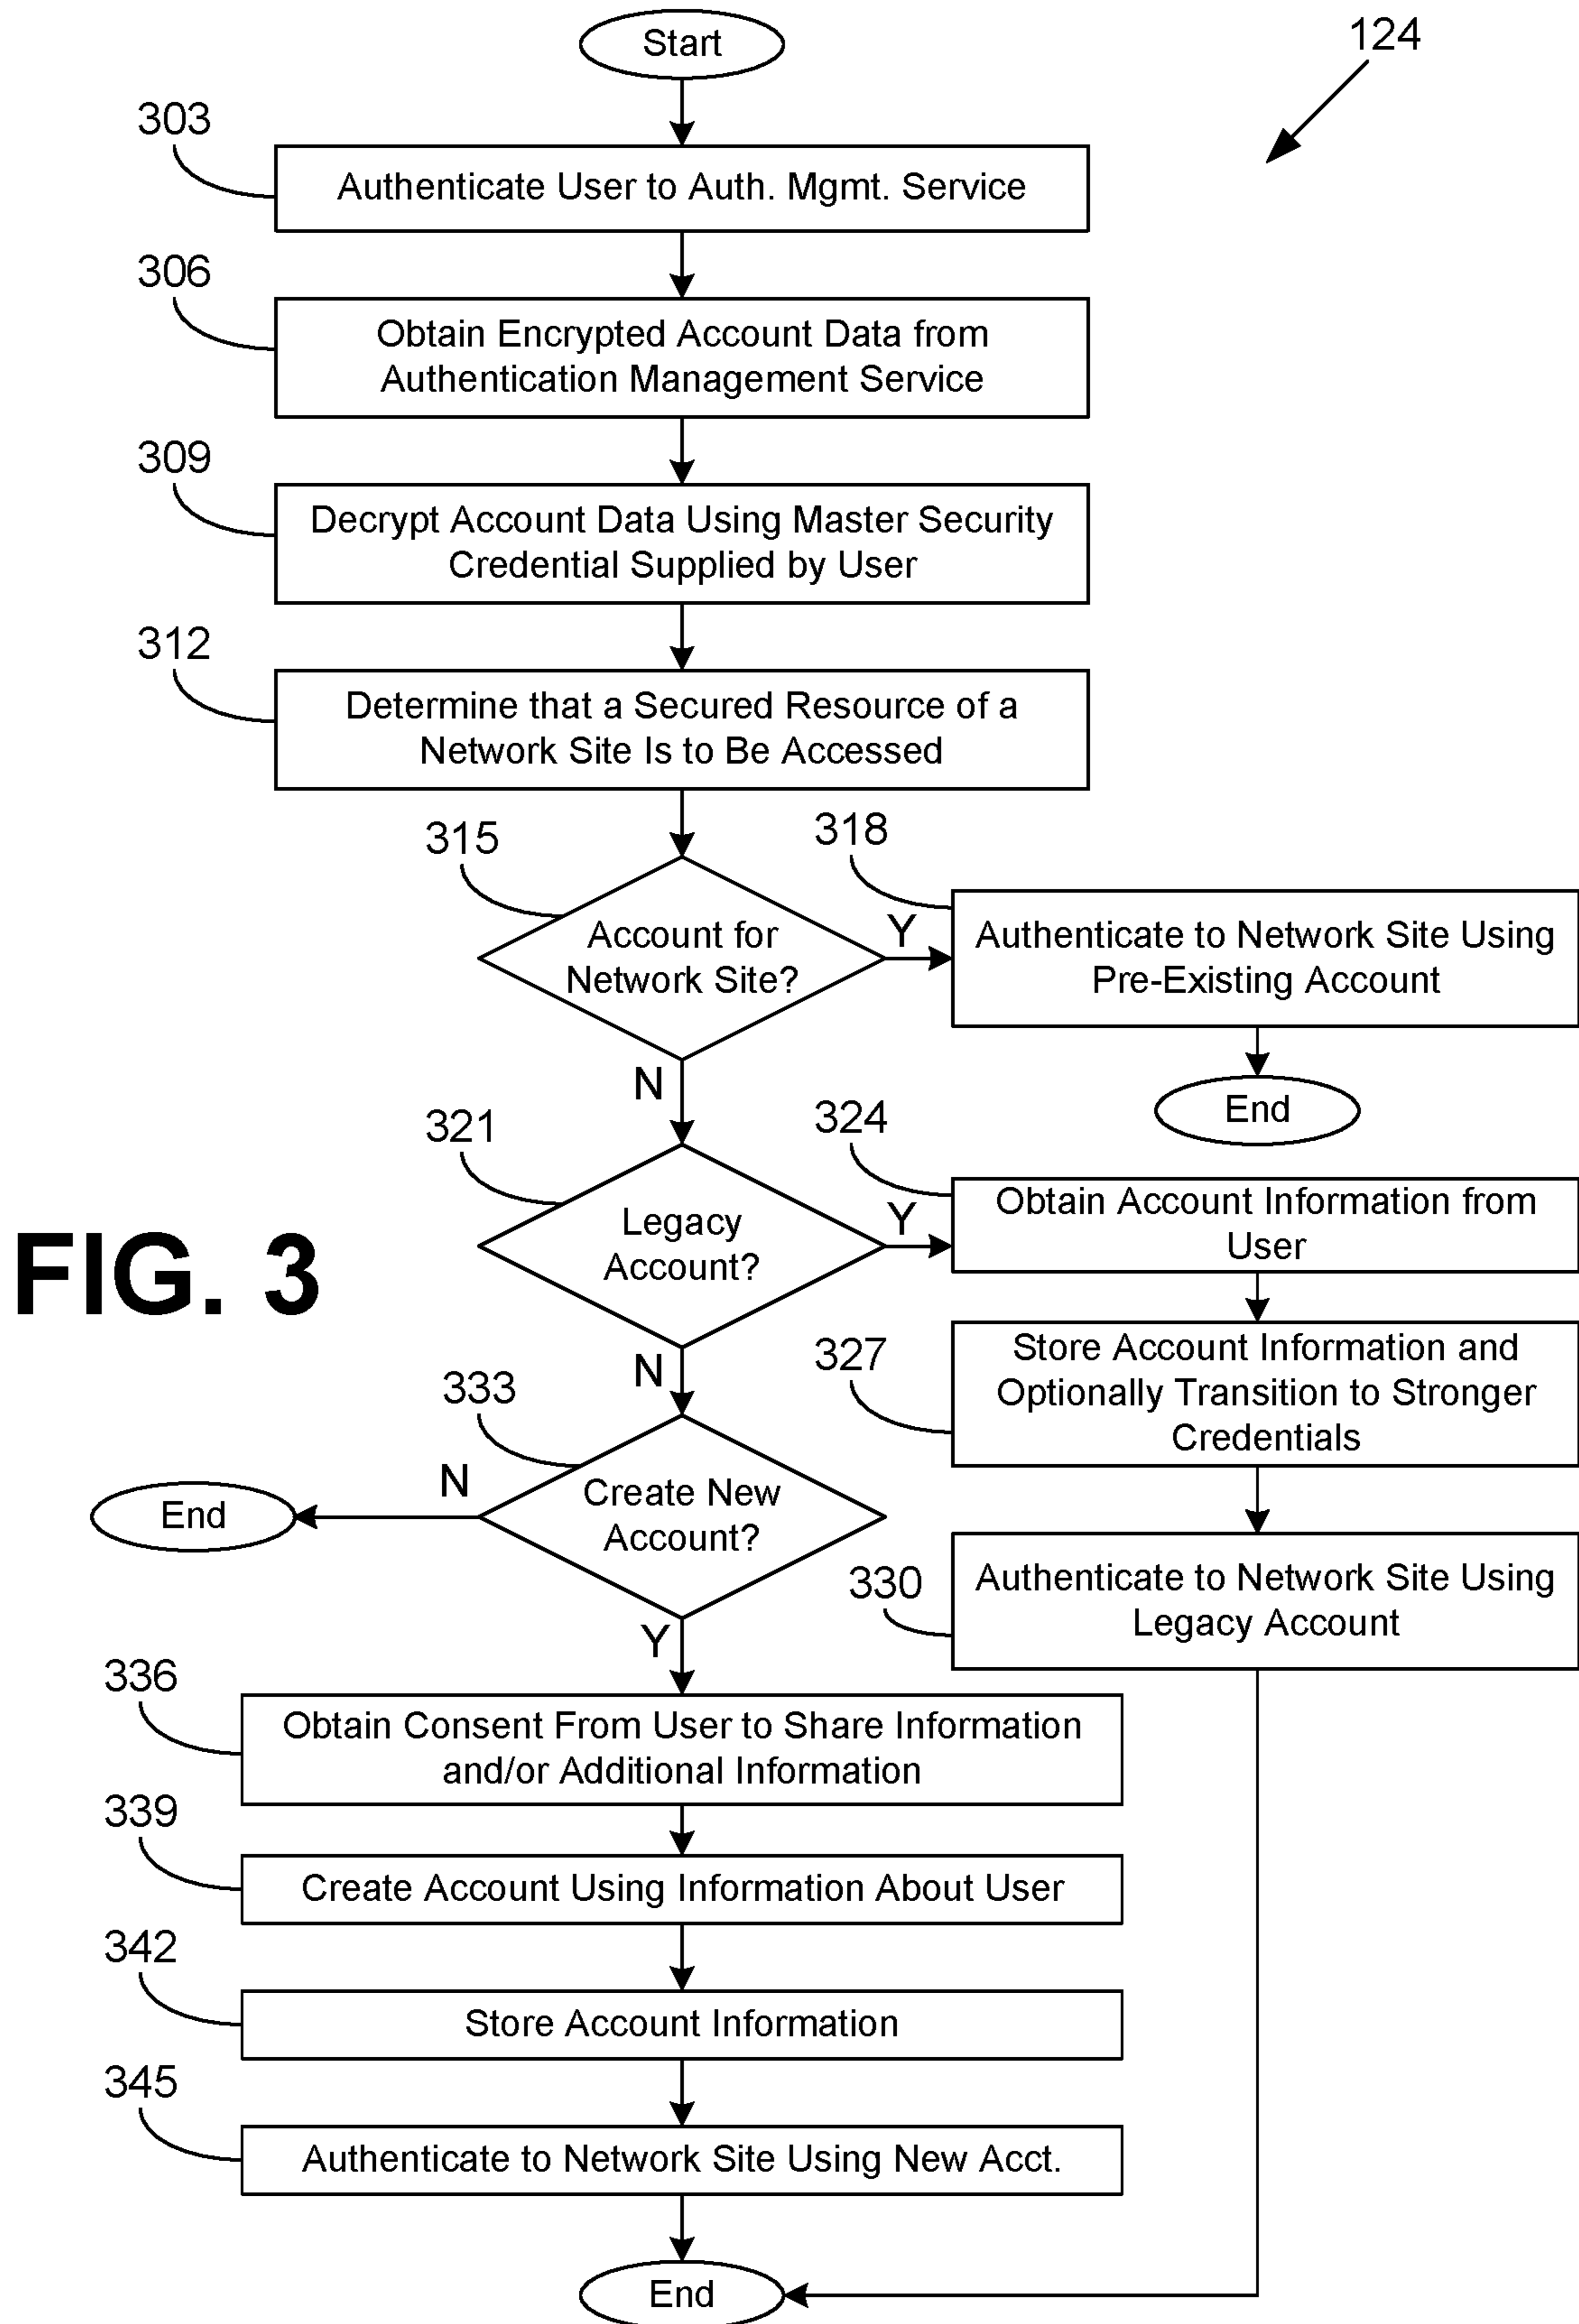 Start
124
303
Authenticate User to Auth. Mgmt. Service
306
Obtain Encrypted Account Data from
Authentication Management Service
309
Decrypt Account Data Using Master Security
Credential Supplied by User
312
Determine that a Secured Resource of a
Network Site Is to Be Accessed
315
Account for
Network Site?
Y
318
Authenticate to Network Site Using
Pre-Existing Account
End
N
321
Legacy
Account?
Y
324
Obtain Account Information from
User
327
Store Account Information and
Optionally Transition to Stronger
Credentials
330
Authenticate to Network Site Using
Legacy Account
FIG. 3
N
333
Create New
Account?
N
End
Y
336
Obtain Consent From User to Share Information
and/or Additional Information
339
Create Account Using Information About User
342
Store Account Information
345
Authenticate to Network Site Using New Acct.
End